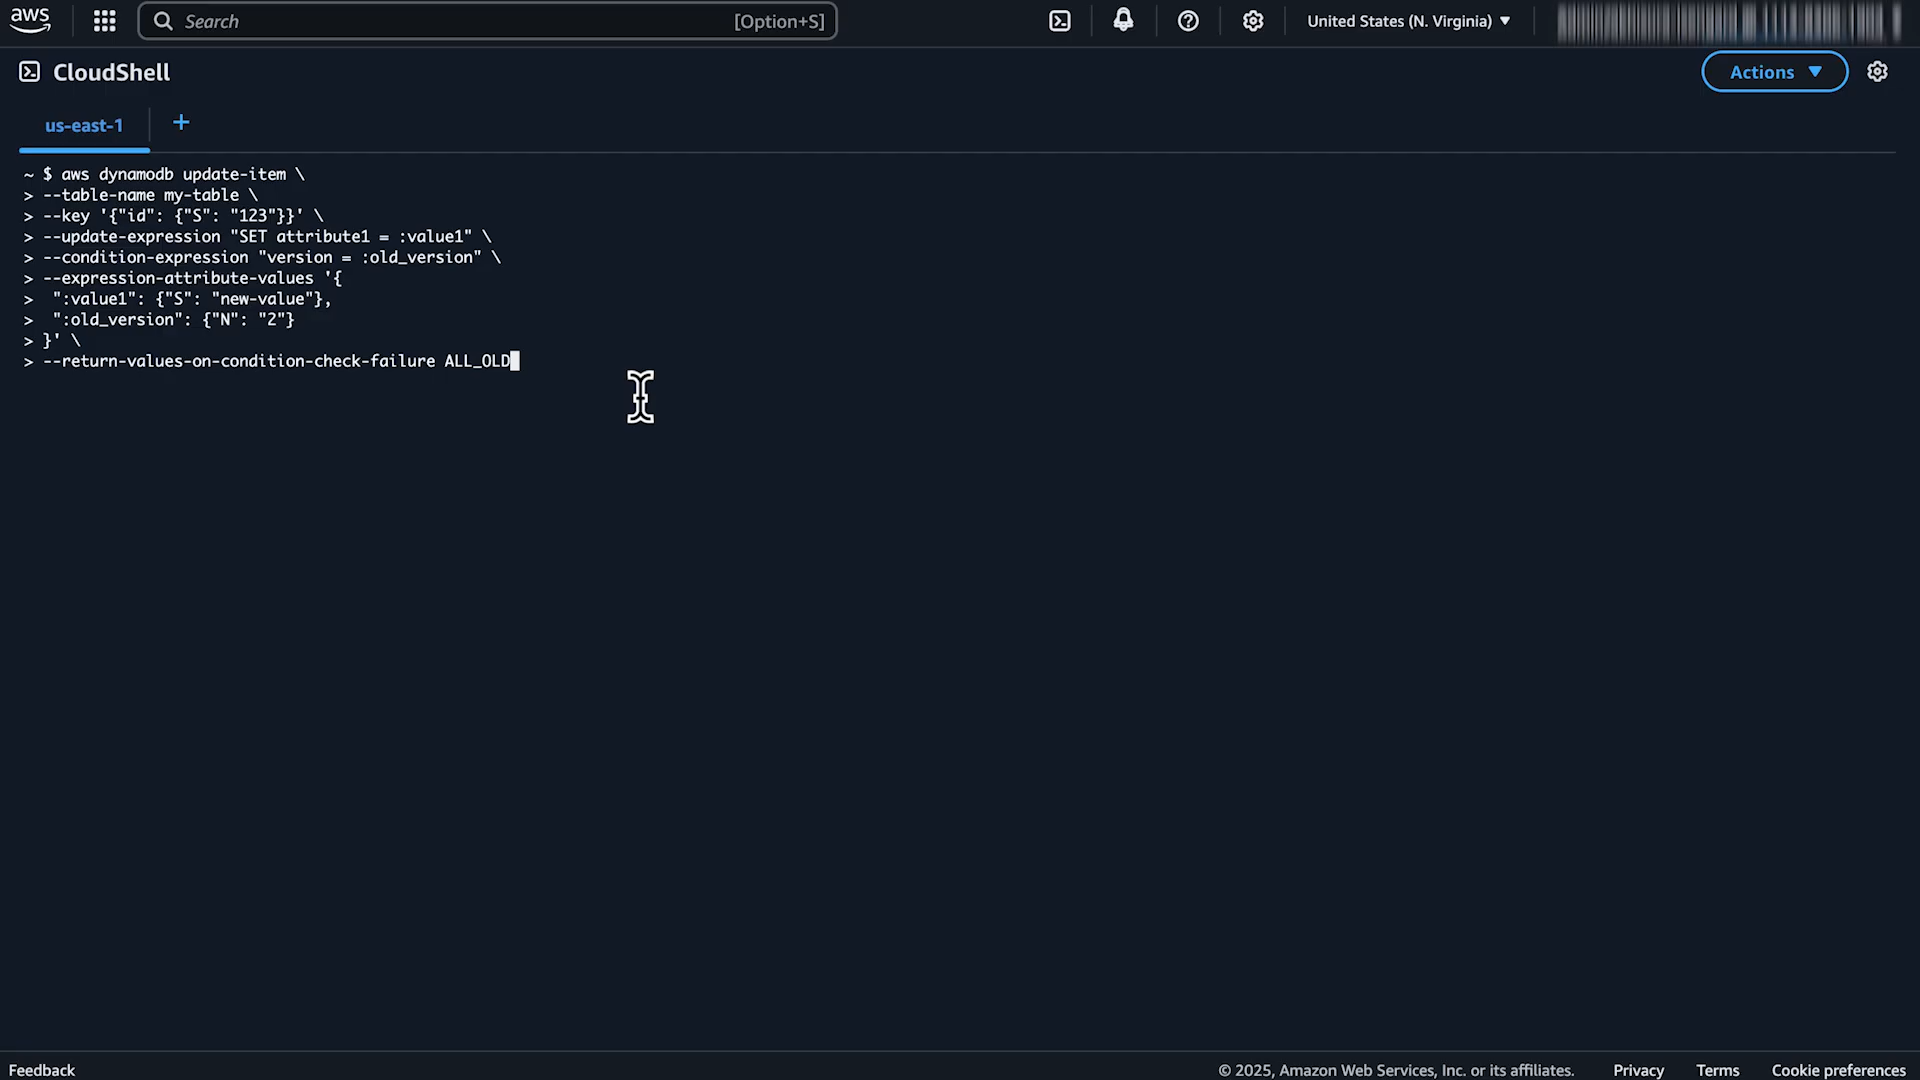 aws
Search
[Option+S]
United States (N. Virginia)
CloudShell
Actions
us-east-1
+
~ $ aws dynamodb update-item \
> --table-name my-table \
> --key '{"id": {"S": "123"}}' \
> --update-expression "SET attribute1 = :value1" \
> --condition-expression "version = :old_version" \
> --expression-attribute-values '{
>  ":value1": {"S": "new-value"},
>  ":old_version": {"N": "2"}
> }' \
> --return-values-on-condition-check-failure ALL_OLD
Feedback
© 2025, Amazon Web Services, Inc. or its affiliates.
Privacy
Terms
Cookie preferences